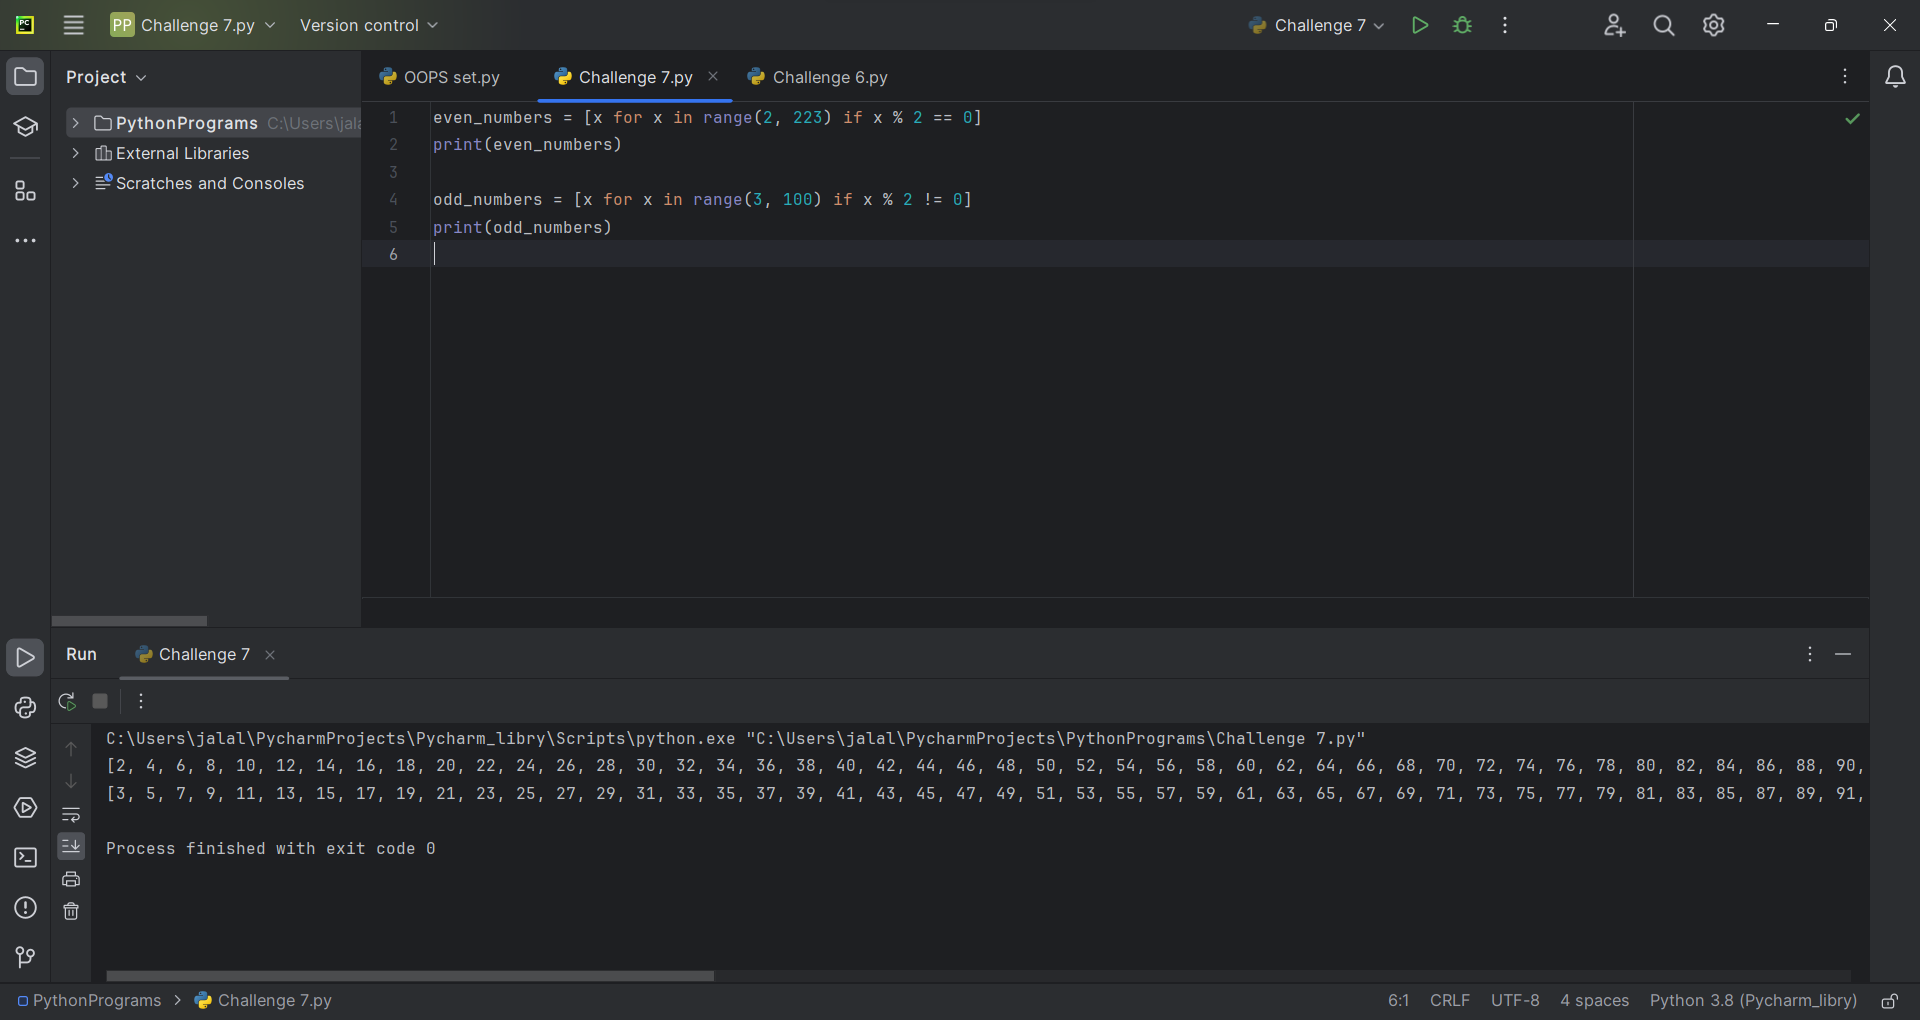 PC
PP Challenge 7.py Version control Challenge 7
Project
OOPS set.py Challenge 7.py Challenge 6.py
PythonPrograms C:\Users\jala
External Libraries
Scratches and Consoles
1 even_numbers = [x for x in range(2, 223) if x % 2 == 0]
2 print(even_numbers)
3
4 odd_numbers = [x for x in range(3, 100) if x % 2 != 0]
5 print(odd_numbers)
6
Run Challenge 7
C:\Users\jalal\PycharmProjects\Pycharm_libry\Scripts\python.exe "C:\Users\jalal\PycharmProjects\PythonPrograms\Challenge 7.py"
[2, 4, 6, 8, 10, 12, 14, 16, 18, 20, 22, 24, 26, 28, 30, 32, 34, 36, 38, 40, 42, 44, 46, 48, 50, 52, 54, 56, 58, 60, 62, 64, 66, 68, 70, 72, 74, 76, 78, 80, 82, 84, 86, 88, 90,
[3, 5, 7, 9, 11, 13, 15, 17, 19, 21, 23, 25, 27, 29, 31, 33, 35, 37, 39, 41, 43, 45, 47, 49, 51, 53, 55, 57, 59, 61, 63, 65, 67, 69, 71, 73, 75, 77, 79, 81, 83, 85, 87, 89, 91,
Process finished with exit code 0
PythonPrograms > Challenge 7.py 6:1 CRLF UTF-8 4 spaces Python 3.8 (Pycharm_libry)